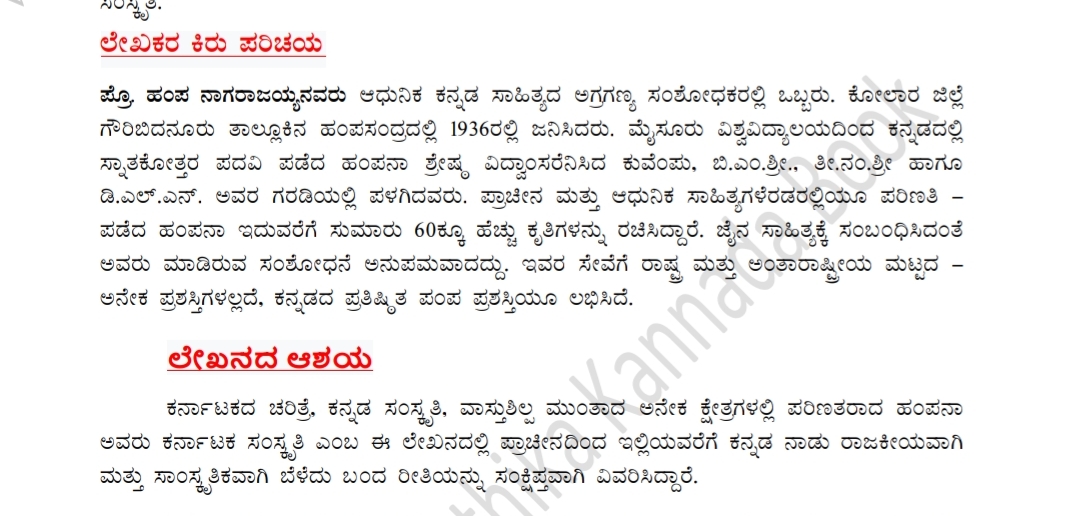 ಸಂಸ್ಕೃತಿ.
ಲೇಖಕರ ಕಿರು ಪರಿಚಯ
ಪ್ರೊ. ಹಂಪ ನಾಗರಾಜಯ್ಯನವರು ಆಧುನಿಕ ಕನ್ನಡ ಸಾಹಿತ್ಯದ ಅಗ್ರಗಣ್ಯ ಸಂಶೋಧಕರಲ್ಲಿ ಒಬ್ಬರು. ಕೋಲಾರ ಜಿಲ್ಲೆ
ಗೌರಿಬಿದನೂರು ತಾಲ್ಲೂಕಿನ ಹಂಪಸಂದ್ರದಲ್ಲಿ 1936ರಲ್ಲಿ ಜನಿಸಿದರು. ಮೈಸೂರು ವಿಶ್ವವಿದ್ಯಾಲಯದಿಂದ ಕನ್ನಡದಲ್ಲಿ
ಸ್ನಾತಕೋತ್ತರ ಪದವಿ ಪಡೆದ ಹಂಪನಾ ಶ್ರೇಷ್ಠ ವಿದ್ವಾಂಸರೆನಿಸಿದ ಕುವೆಂಪು, ಬಿ.ಎಂ.ಶ್ರೀ., ತೀ.ನಂ.ಶ್ರೀ ಹಾಗೂ
ಡಿ.ಎಲ್.ಎನ್. ಅವರ ಗರಡಿಯಲ್ಲಿ ಪಳಗಿದವರು. ಪ್ರಾಚೀನ ಮತ್ತು ಆಧುನಿಕ ಸಾಹಿತ್ಯಗಳೆರಡರಲ್ಲಿಯೂ ಪರಿಣತಿ –
ಪಡೆದ ಹಂಪನಾ ಇದುವರೆಗೆ ಸುಮಾರು 60ಕ್ಕೂ ಹೆಚ್ಚು ಕೃತಿಗಳನ್ನು ರಚಿಸಿದ್ದಾರೆ. ಜೈನ ಸಾಹಿತ್ಯಕ್ಕೆ ಸಂಬಂಧಿಸಿದಂತೆ
ಅವರು ಮಾಡಿರುವ ಸಂಶೋಧನೆ ಅನುಪಮವಾದದ್ದು. ಇವರ ಸೇವೆಗೆ ರಾಷ್ಟ್ರ ಮತ್ತು ಅಂತಾರಾಷ್ಟ್ರೀಯ ಮಟ್ಟದ –
ಅನೇಕ ಪ್ರಶಸ್ತಿಗಳಲ್ಲದೆ, ಕನ್ನಡದ ಪ್ರತಿಷ್ಠಿತ ಪಂಪ ಪ್ರಶಸ್ತಿಯೂ ಲಭಿಸಿದೆ.
ಲೇಖನದ ಆಶಯ
ಕರ್ನಾಟಕದ ಚರಿತ್ರೆ, ಕನ್ನಡ ಸಂಸ್ಕೃತಿ, ವಾಸ್ತುಶಿಲ್ಪ ಮುಂತಾದ ಅನೇಕ ಕ್ಷೇತ್ರಗಳಲ್ಲಿ ಪರಿಣತರಾದ ಹಂಪನಾ
ಅವರು ಕರ್ನಾಟಕ ಸಂಸ್ಕೃತಿ ಎಂಬ ಈ ಲೇಖನದಲ್ಲಿ ಪ್ರಾಚೀನದಿಂದ ಇಲ್ಲಿಯವರೆಗೆ ಕನ್ನಡ ನಾಡು ರಾಜಕೀಯವಾಗಿ
ಮತ್ತು ಸಾಂಸ್ಕೃತಿಕವಾಗಿ ಬೆಳೆದು ಬಂದ ರೀತಿಯನ್ನು ಸಂಕ್ಷಿಪ್ತವಾಗಿ ವಿವರಿಸಿದ್ದಾರೆ.
Kannada Book